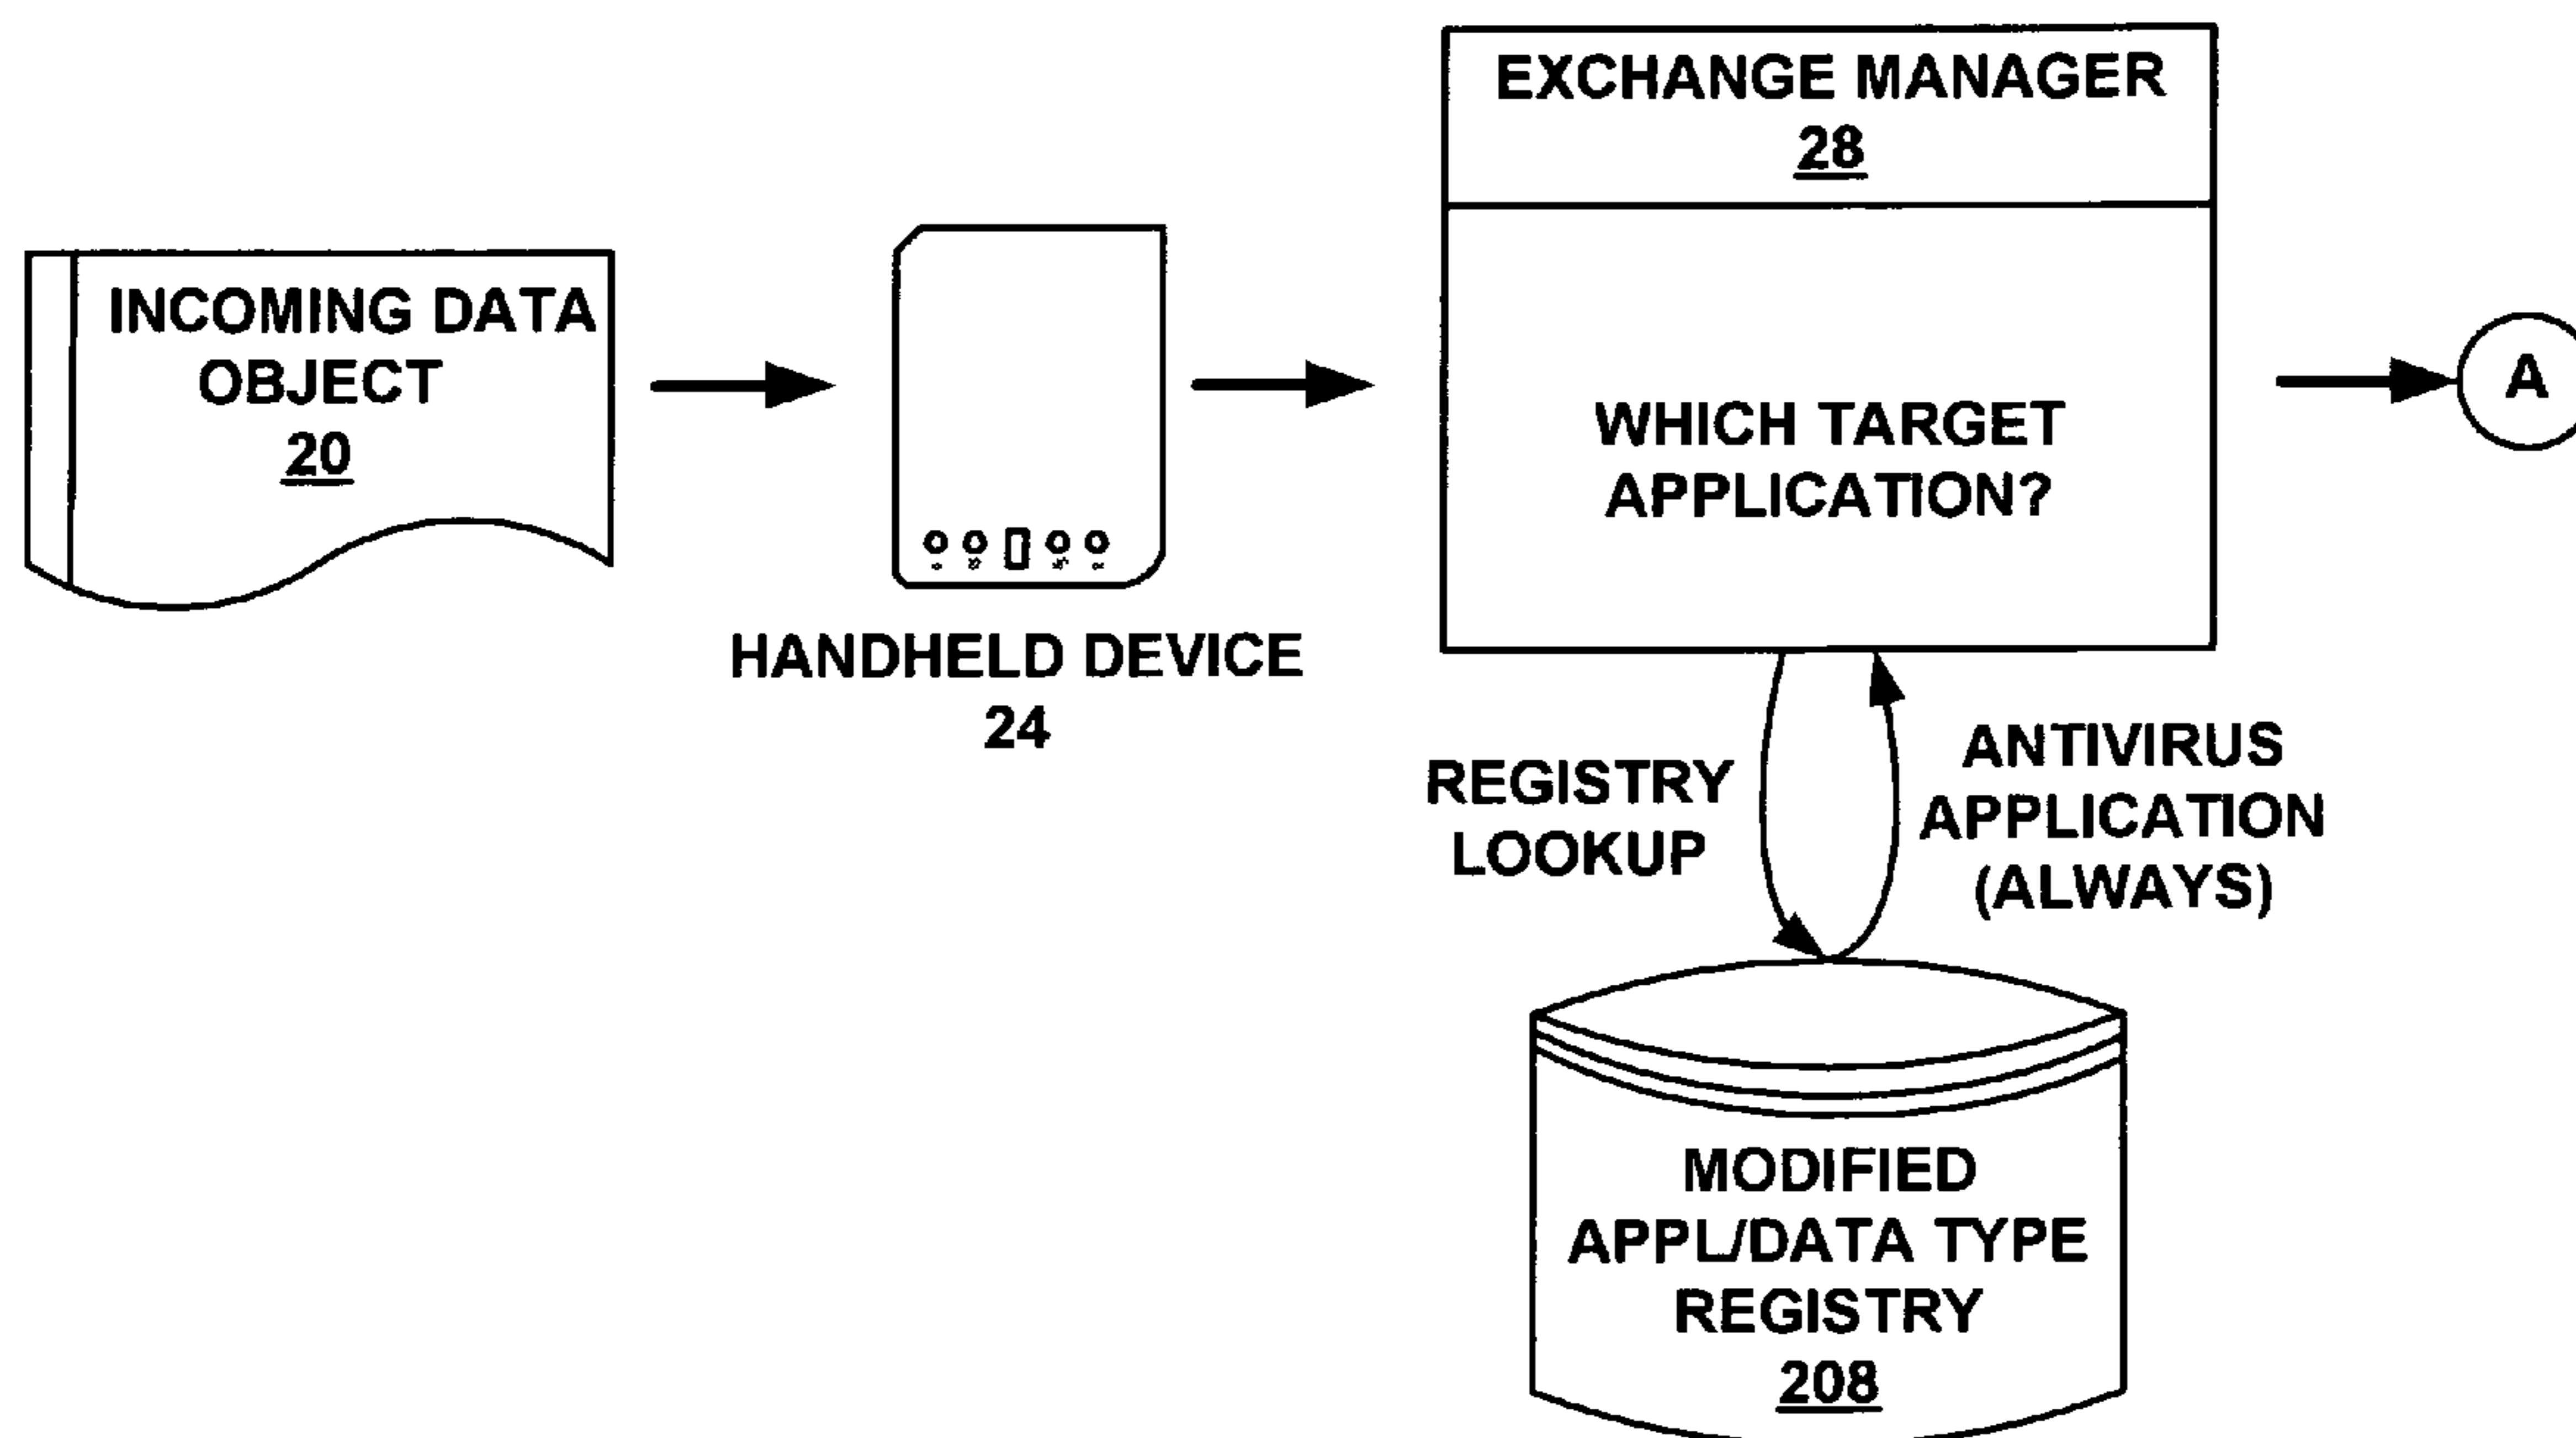 INCOMING DATA
OBJECT
20
HANDHELD DEVICE
24
EXCHANGE MANAGER
28
WHICH TARGET
APPLICATION?
A
REGISTRY
LOOKUP
ANTIVIRUS
APPLICATION
(ALWAYS)
MODIFIED
APPL/DATA TYPE
REGISTRY
208